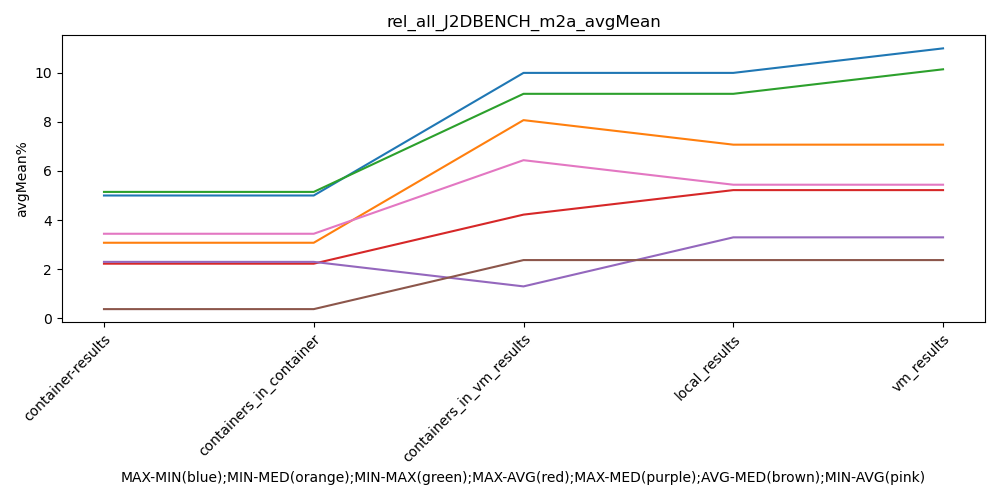 rel_all_J2DBENCH_m2a_avgMean
avgMean%
10
8
6
4
2
0
container-results
containers_in_container
containers_in_vm_results
local_results
vm_results
MAX-MIN(blue);MIN-MED(orange);MIN-MAX(green);MAX-AVG(red);MAX-MED(purple);AVG-MED(brown);MIN-AVG(pink)